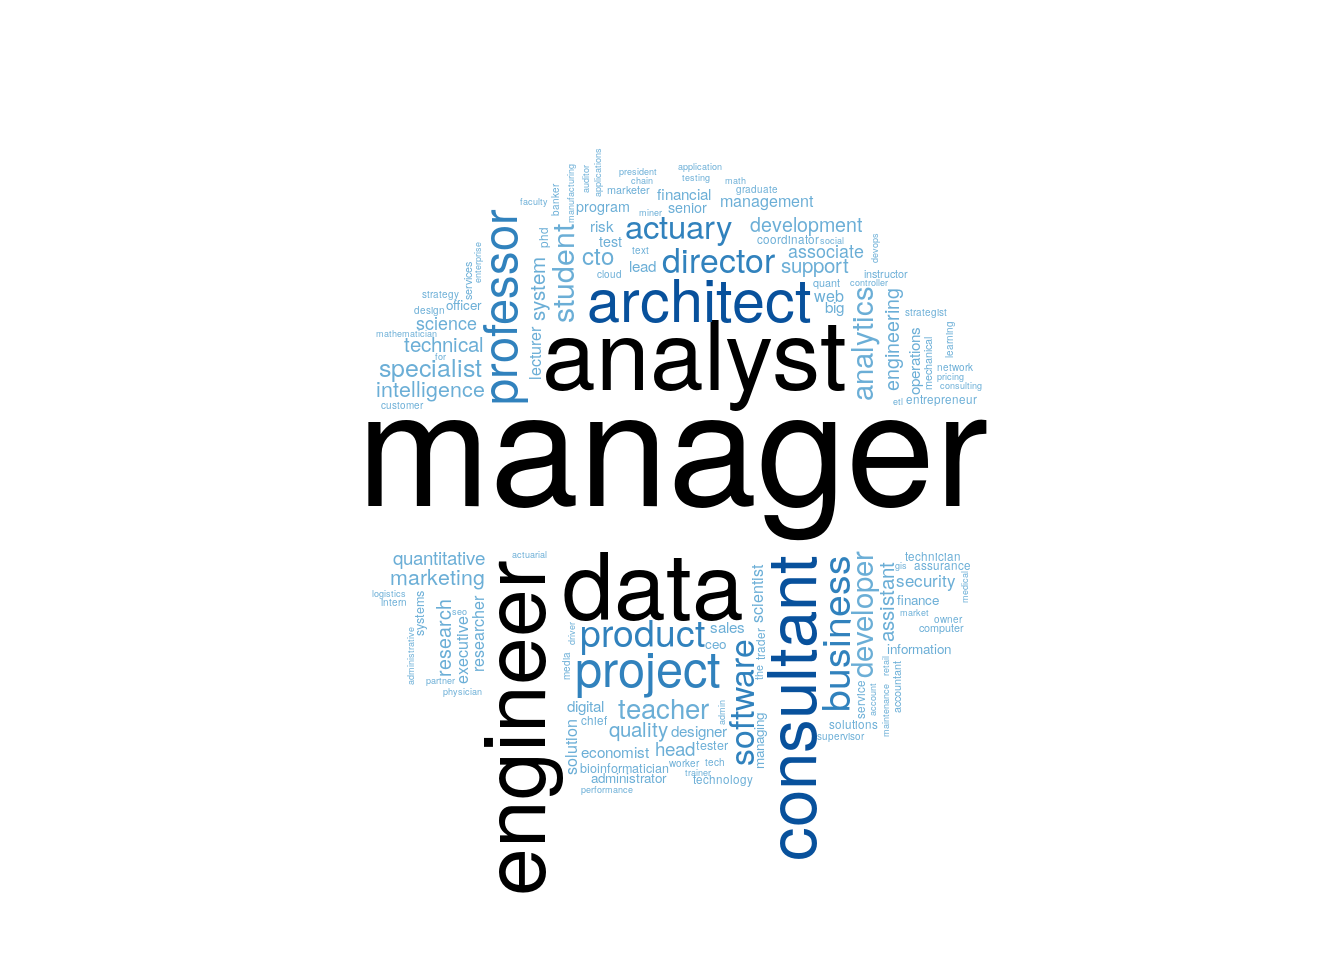 applications
president
application
chain
testing
math
auditor
marketer
financial
graduate
manufacturing
banker
faculty
program
miner
senior
management
professor
phd
student
risk
actuary
development
test
text
coordinator
social
devops
cto
lead
director
associate
support
cloud
instructor
enterprise
services
system
quant
controller
strategy
officer
design
architect
web
big
analytics
engineering
strategist
science
mathematician
technical
for
lecturer
analyst
operations
mechanical
learning
specialist
network
pricing
intelligence
consulting
customer
etl
entrepreneur
manager
quantitative
actuarial
marketing
engineer
data
scientist
consultant
business
developer
technician
gis
assurance
assistant
security
medical
logistics
intern
systems
research
seo
executive
researcher
finance
market
owner
computer
administrative
driver
product
sales
ceo
the
trader
information
partner
physician
media
project
software
retail
service
account
maintenance
accountant
digital
chief
teacher
admin
managing
solutions
supervisor
solution
quality
designer
economist
head
tester
bioinformatician
worker
tech
administrator
trainer
technology
performance